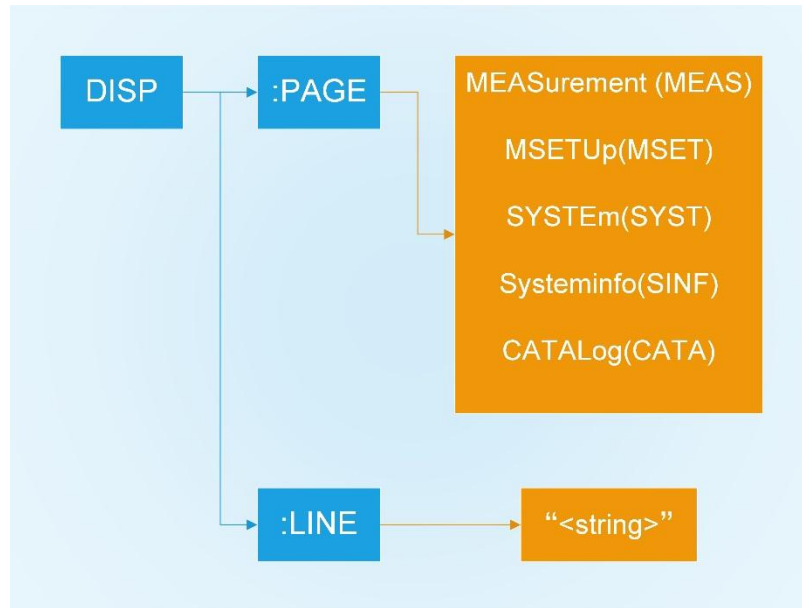 DISP
:PAGE
MEASurement (MEAS)
MSETUp(MSET)
SYSTEm(SYST)
Systeminfo(SINF)
CATALog(CATA)
:LINE
“<string>”